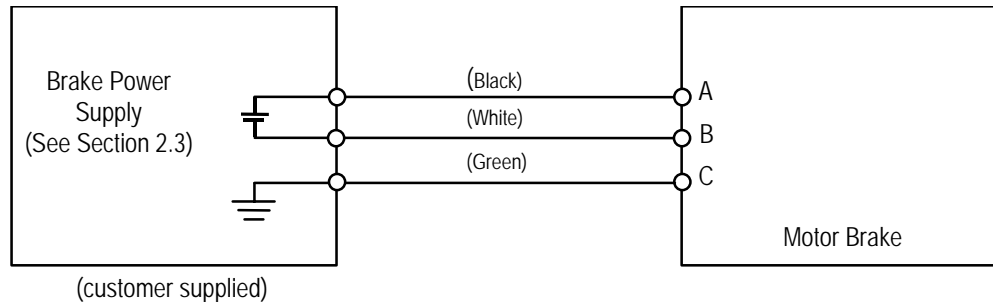 Brake Power
Supply
(See Section 2.3)
(Black)
(White)
(Green)
A
B
C
Motor Brake
(customer supplied)